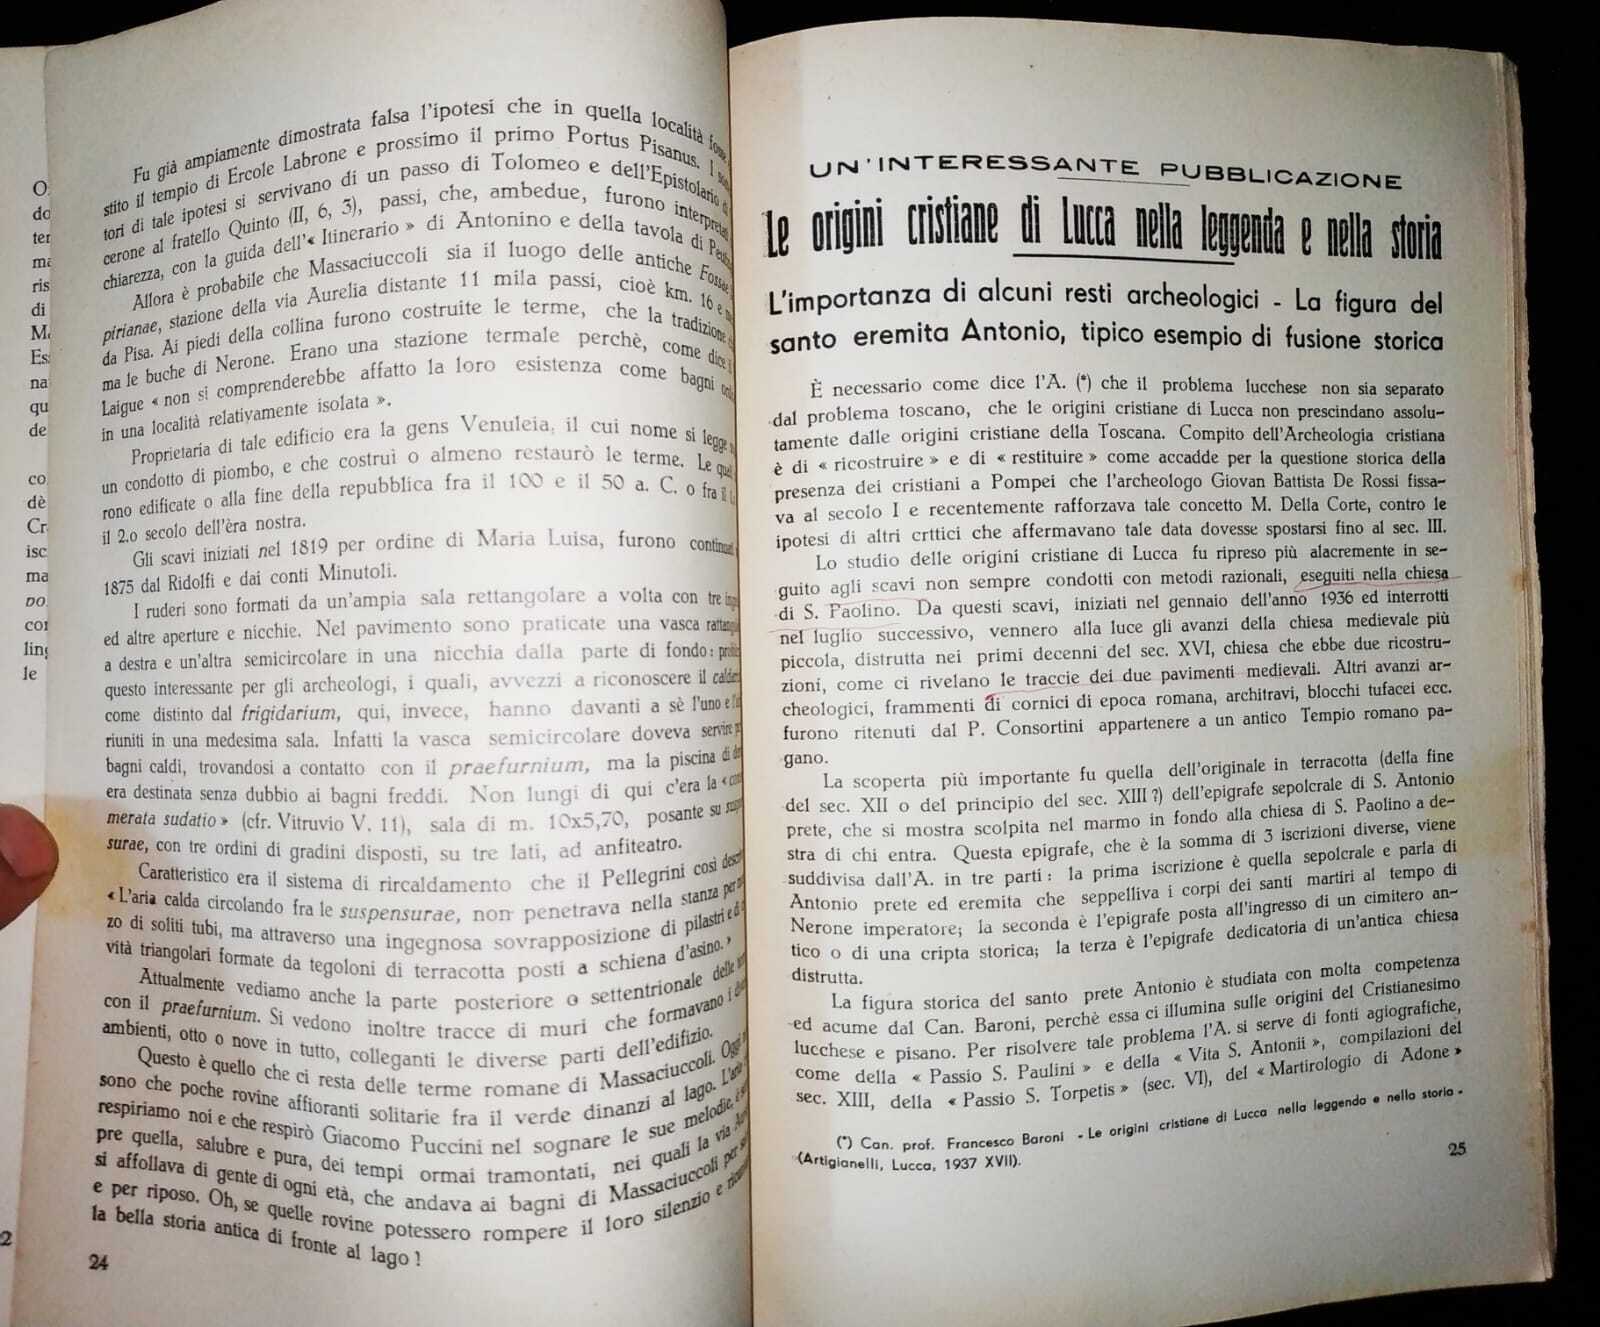 Fu già ampiamente dimostrata falsa l'ipotesi che in quella località
stito il tempio di Ercole Labrone e prossimo il primo Portus Pisanus. I
tori di tale ipotesi si servivano di un passo di Tolomeo e dell'Epistolario
cerone al fratello Quinto (II, 6, 3), passi, che, ambedue, furono
chiarezza, con la guida dell'« Itinerario » di Antonino e della tavola di
Allora è probabile che Massaciuccoli sia il luogo delle antiche Fossae
pirianae, stazione della via Aurelia distante 11 mila passi, cioè km. 16 e
da Pisa. Ai piedi della collina furono costruite le terme, che la tradizione
ma le buche di Nerone. Erano una stazione termale perchè, come dice
Laigue « non si comprenderebbe affatto la loro esistenza come bagni
in una località relativamente isolata ».
Proprietaria di tale edificio era la gens Venuleia, il cui nome si legge
un condotto di piombo, e che costruì o almeno restaurò le terme. Le
rono edificate o alla fine della repubblica fra il 100 e il 50 a. C. o fra il
il 2.o secolo dell'èra nostra.
Gli scavi iniziati nel 1819 per ordine di Maria Luisa, furono
1875 dal Ridolfi e dai conti Minutoli.
I ruderi sono formati da un'ampia sala rettangolare a volta con tre
ed altre aperture e nicchie. Nel pavimento sono praticate una vasca
a destra e un'altra semicircolare in una nicchia dalla parte di fondo:
questo interessante per gli archeologi, i quali, avvezzi a riconoscere il
come distinto dal frigidarium, qui, invece, hanno davanti a sè l'uno e
riuniti in una medesima sala. Infatti la vasca semicircolare doveva servire
bagni caldi, trovandosi a contatto con il praefurnium, ma la piscina di
era destinata senza dubbio ai bagni freddi. Non lungi di qui c'era la
merata sudatio» (cfr. Vitruvio V. 11), sala di m. 10x5,70, posante su
surae, con tre ordini di gradini disposti, su tre lati, ad anfiteatro.
Caratteristico era il sistema di rircaldamento che il Pellegrini così
«L'aria calda circolando fra le suspensurae, non penetrava nella stanza per
zo di soliti tubi, ma attraverso una ingegnosa sovrapposizione di pilastri e di
vità triangolari formate da tegoloni di terracotta posti a schiena d'asino.»
Attualmente vediamo anche la parte posteriore o settentrionale delle
con il praefurnium. Si vedono inoltre tracce di muri che formavano i
ambienti, otto o nove in tutto, colleganti le diverse parti dell'edifizio.
Questo è quello che ci resta delle terme romane di Massaciuccoli. Oggi
sono che poche rovine affioranti solitarie fra il verde dinanzi al lago. L'aria
respiriamo noi e che respirò Giacomo Puccini nel sognare le sue melodie, è
pre quella, salubre e pura, dei tempi ormai tramontati, nei quali la via
si affollava di gente di ogni età, che andava ai bagni di Massaciuccoli per
e per riposo. Oh, se quelle rovine potessero rompere il loro silenzio e
la bella storia antica di fronte al lago !
24
UN'INTERESSANTE PUBBLICAZIONE
Le origini cristiane di Lucca nella leggenda e nella storia
L'importanza di alcuni resti archeologici - La figura del
santo eremita Antonio, tipico esempio di fusione storica
È necessario come dice l'A. (*) che il problema lucchese non sia separato
dal problema toscano, che le origini cristiane di Lucca non prescindano assolu-
tamente dalle origini cristiane della Toscana. Compito dell'Archeologia cristiana
è di « ricostruire » e di « restituire » come accadde per la questione storica della
presenza dei cristiani a Pompei che l'archeologo Giovan Battista De Rossi fissa-
va al secolo I e recentemente rafforzava tale concetto M. Della Corte, contro le
ipotesi di altri crttici che affermavano tale data dovesse spostarsi fino al sec. III.
Lo studio delle origini cristiane di Lucca fu ripreso più alacremente in se-
guito agli scavi non sempre condotti con metodi razionali, eseguiti nella chiesa
di S. Paolino. Da questi scavi, iniziati nel gennaio dell'anno 1936 ed interrotti
nel luglio successivo, vennero alla luce gli avanzi della chiesa medievale più
piccola, distrutta nei primi decenni del sec. XVI, chiesa che ebbe due ricostru-
zioni, come ci rivelano le traccie dei due pavimenti medievali. Altri avanzi ar-
cheologici, frammenti di cornici di epoca romana, architravi, blocchi tufacei ecc.
furono ritenuti dal P. Consortini appartenere a un antico Tempio romano pa-
gano.
La scoperta più importante fu quella dell'originale in terracotta (della fine
del sec. XII o del principio del sec. XIII ?) dell'epigrafe sepolcrale di S. Antonio
prete, che si mostra scolpita nel marmo in fondo alla chiesa di S. Paolino a de-
stra di chi entra. Questa epigrafe, che è la somma di 3 iscrizioni diverse, viene
suddivisa dall'A. in tre parti : la prima iscrizione è quella sepolcrale e parla di
Antonio prete ed eremita che seppelliva i corpi dei santi martiri al tempo di
Nerone imperatore; la seconda è l'epigrafe posta all'ingresso di un cimitero an-
tico o di una cripta storica; la terza è l'epigrafe dedicatoria di un'antica chiesa
distrutta.
La figura storica del santo prete Antonio è studiata con molta competenza
ed acume dal Can. Baroni, perchè essa ci illumina sulle origini del Cristianesimo
lucchese e pisano. Per risolvere tale problema l'A. si serve di fonti agiografiche,
come della « Passio S. Paulini » e della « Vita S. Antonii », compilazioni del
sec. XIII, della « Passio S. Torpetis » (sec. VI), del « Martirologio di Adone »
(*) Can. prof. Francesco Baroni - Le origini cristiane di Lucca nella leggenda e nella storia -
(Artigianelli, Lucca, 1937 XVII).
25